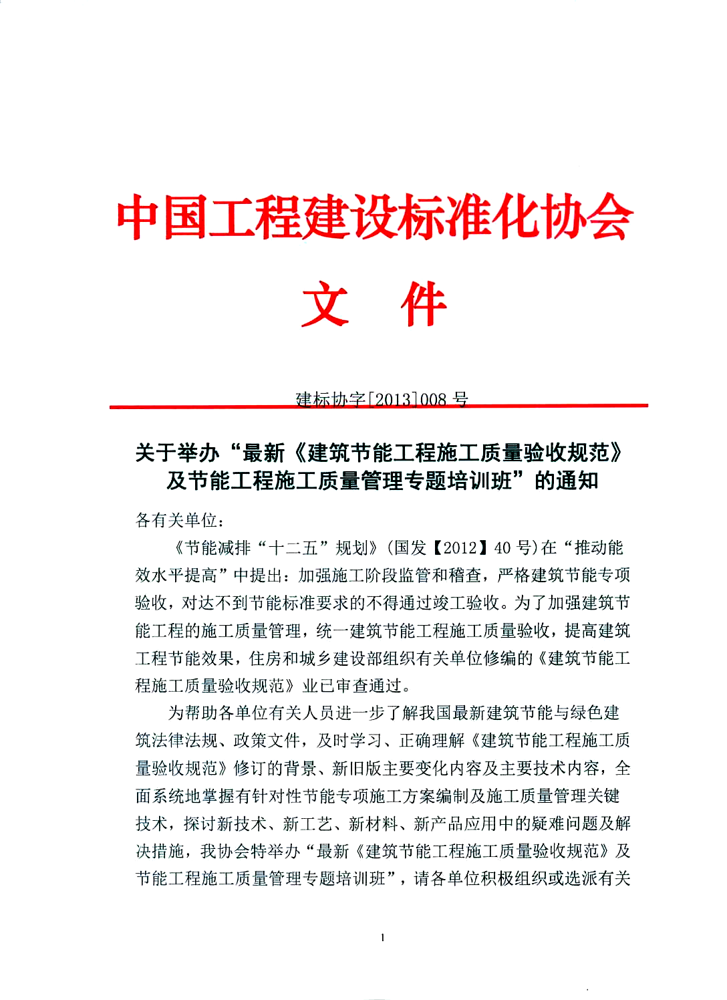 中国工程建设标准化协会
文 件
建标协字[2013]008 号
关于举办“最新《建筑节能工程施工质量验收规范》
及节能工程施工质量管理专题培训班”的通知
各有关单位：
《节能减排“十二五”规划》(国发【2012】40 号)在“推动能
效水平提高”中提出：加强施工阶段监管和稽查，严格建筑节能专项
验收，对达不到节能标准要求的不得通过竣工验收。为了加强建筑节
能工程的施工质量管理，统一建筑节能工程施工质量验收，提高建筑
工程节能效果，住房和城乡建设部组织有关单位修编的《建筑节能工
程施工质量验收规范》业已审查通过。
为帮助各单位有关人员进一步了解我国最新建筑节能与绿色建
筑法律法规、政策文件，及时学习、正确理解《建筑节能工程施工质
量验收规范》修订的背景、新旧版主要变化内容及主要技术内容，全
面系统地掌握有针对性节能专项施工方案编制及施工质量管理关键
技术，探讨新技术、新工艺、新材料、新产品应用中的疑难问题及解
决措施，我协会特举办“最新《建筑节能工程施工质量验收规范》及
节能工程施工质量管理专题培训班”，请各单位积极组织或选派有关
1